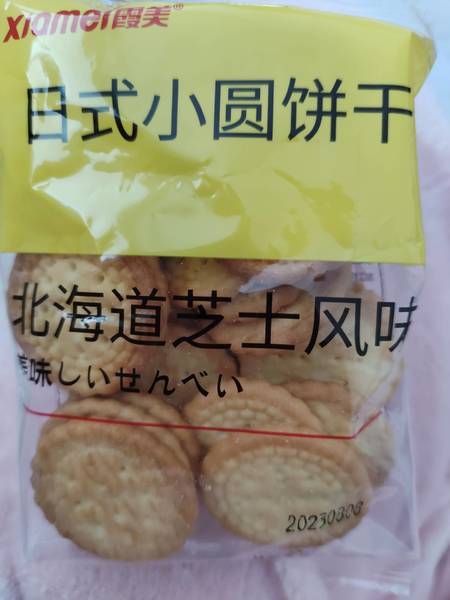 xiamei霞美®
日式小圆饼干
北海道芝士风味
美味しいせんべい
20230808